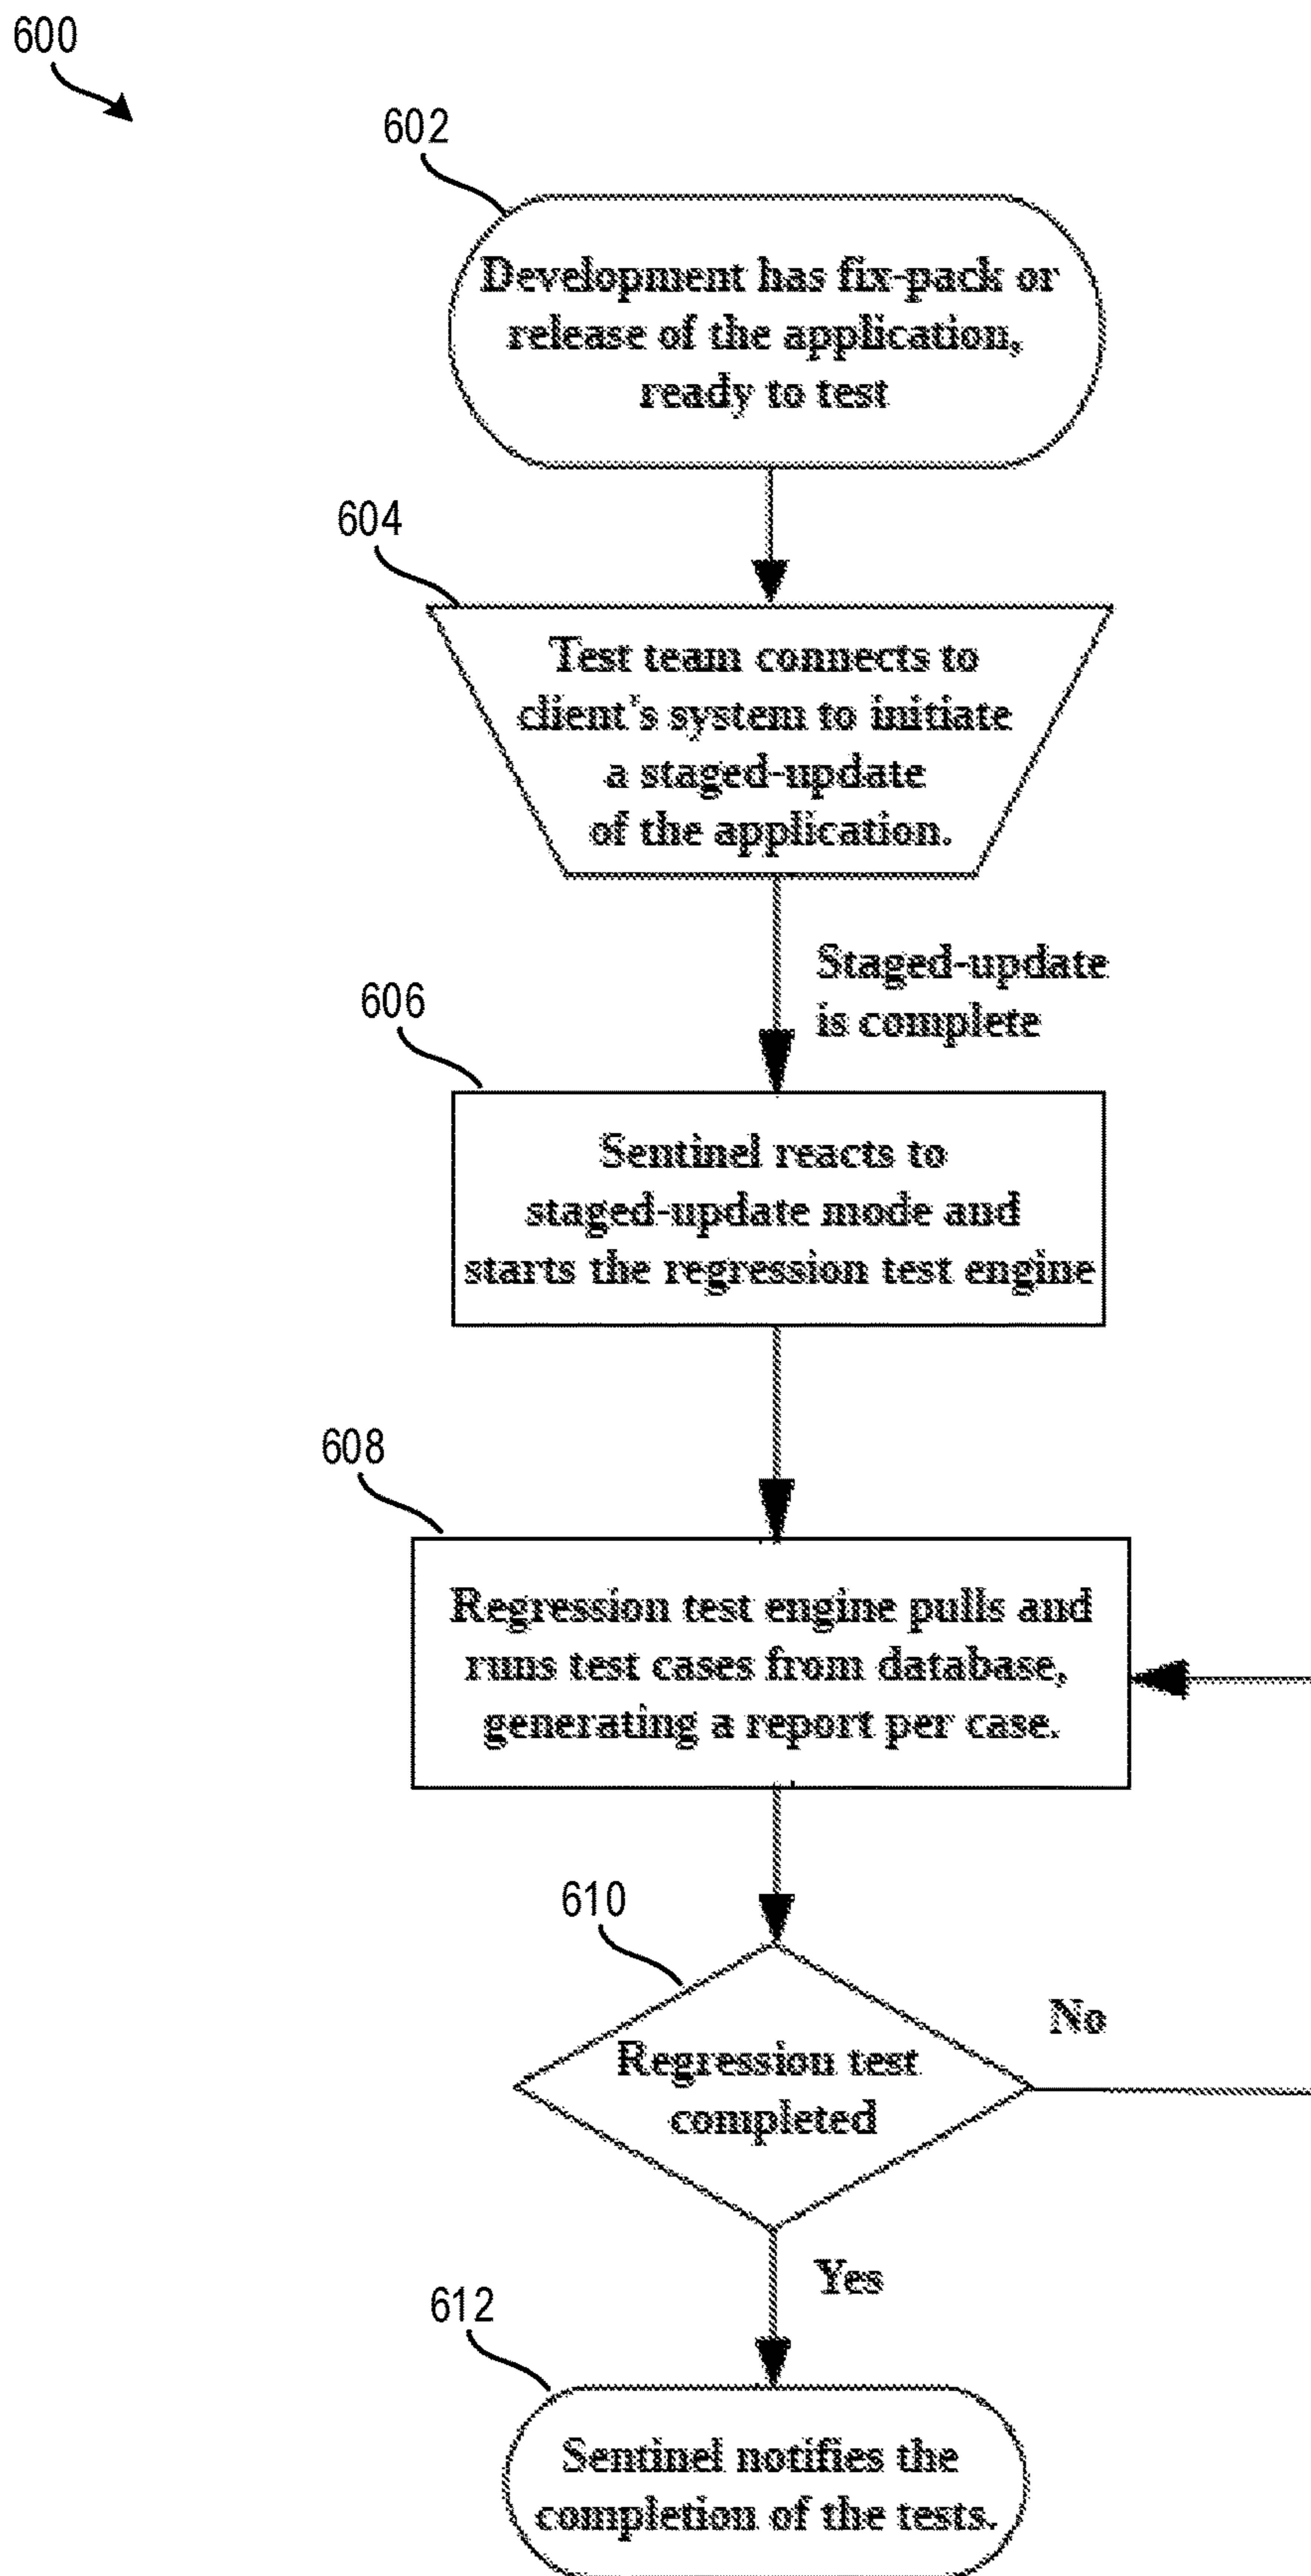 600
602
Development has fix-pack or
release of the application,
ready to test
604
Test team connects to
client's system to initiate
a staged-update
of the application.
Staged-update
is complete
606
Sentinel reacts to
staged-update mode and
starts the regression test engine
608
Regression test engine pulls and
runs test cases from database,
generating a report per case.
610
Regression test
completed
No
Yes
612
Sentinel notifies the
completion of the tests.